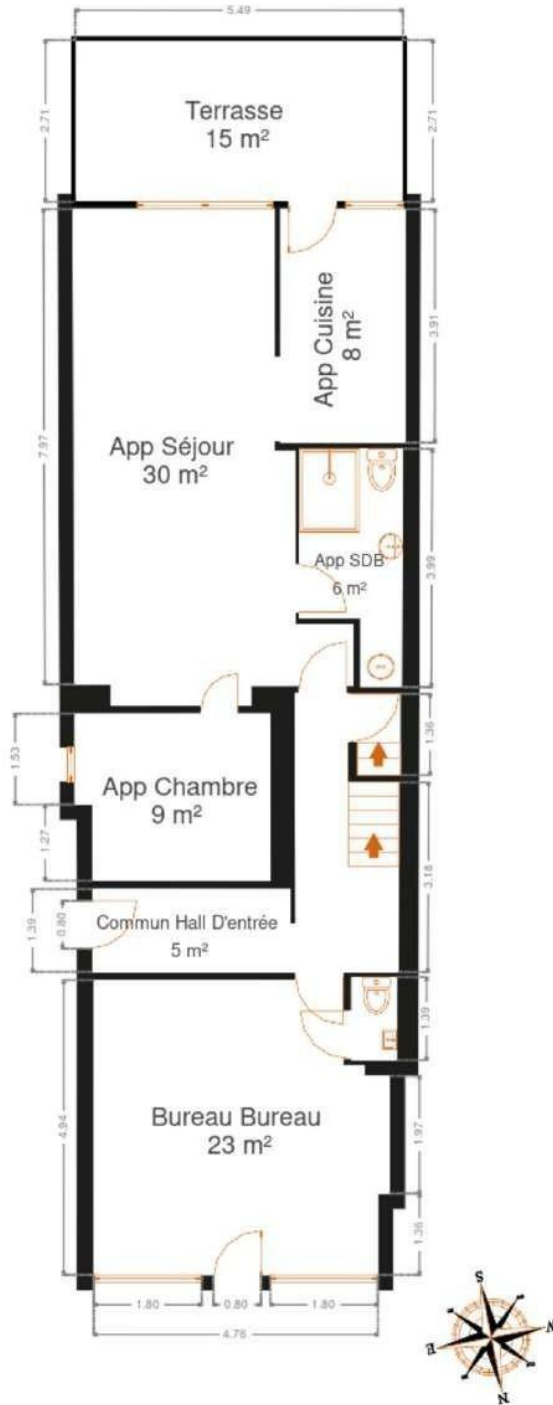 5.49
2.71
Terrasse
15 m²
2.71
7.97
App Cuisine
8 m²
3.91
App Séjour
30 m²
App SDB
6 m²
3.99
1.36
1.53
App Chambre
9 m²
1.27
3.18
1.39
0.80
Commun Hall D'entrée
5 m²
1.39
4.94
Bureau Bureau
23 m²
1.97
1.36
1.80
0.80
1.80
4.76
S
E
N